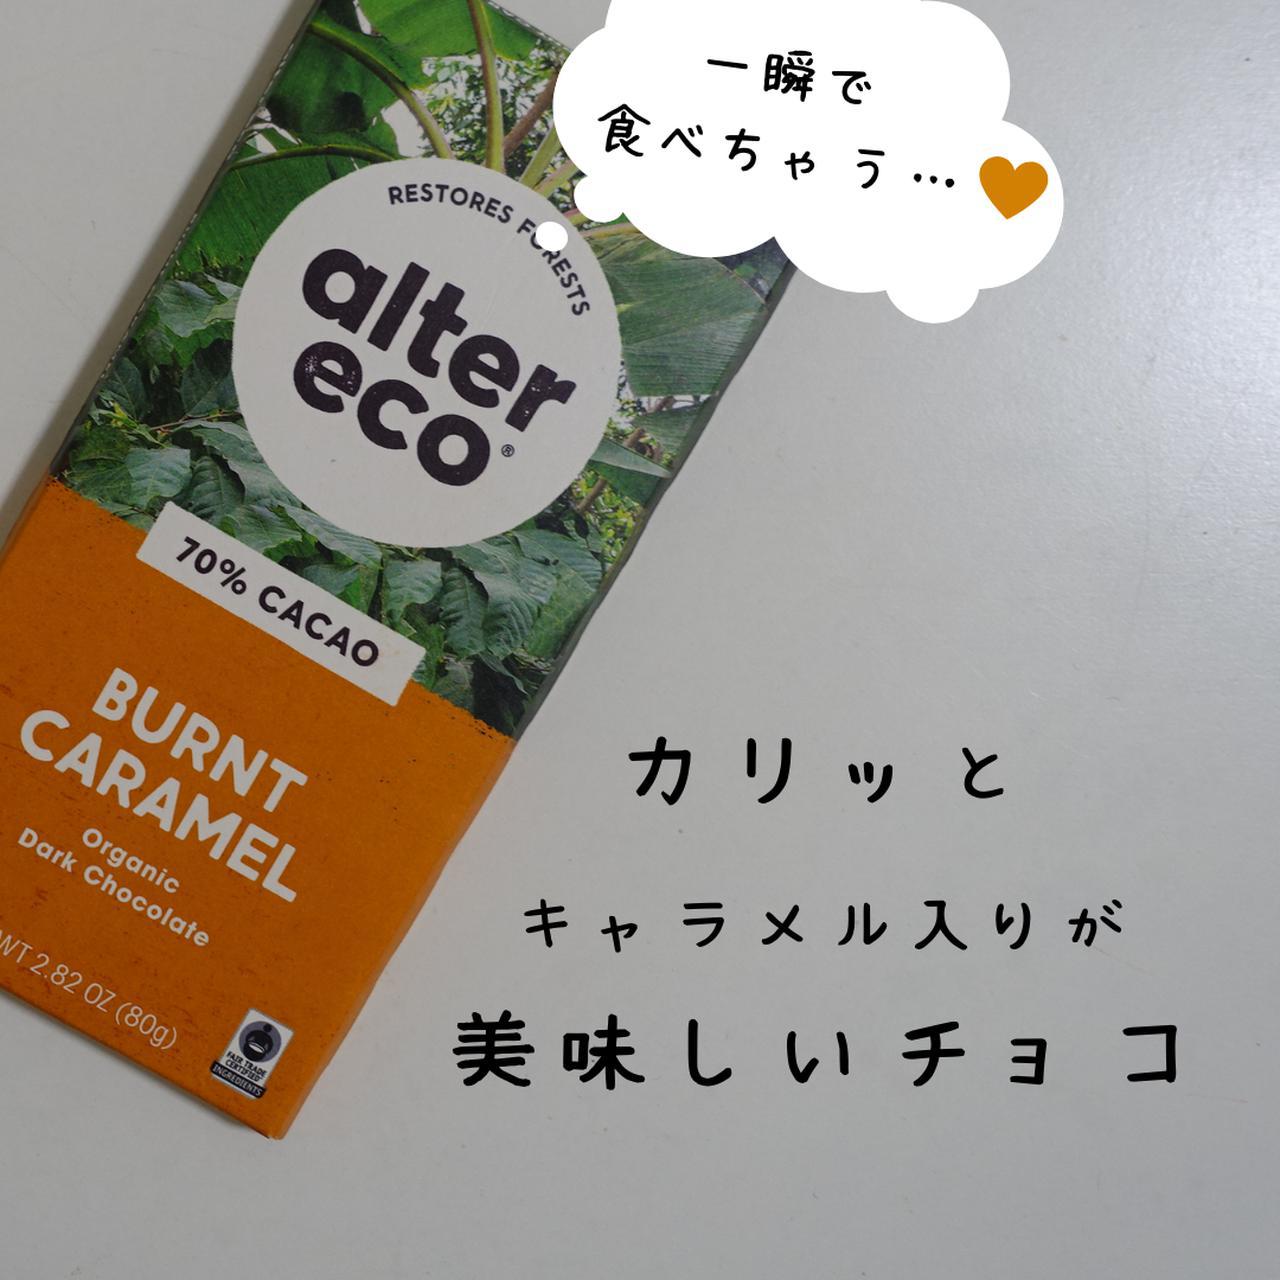 一瞬で
食べちゃう…
RESTORES FORESTS
alter
eco®
70% CACAO
BURNT
CARAMEL
Organic
Dark Chocolate
WT 2.82 OZ (80g)
FAIR TRADE
CERTIFIED
INGREDIENTS
カリッと
キャラメル入りが
美味しいチョコ